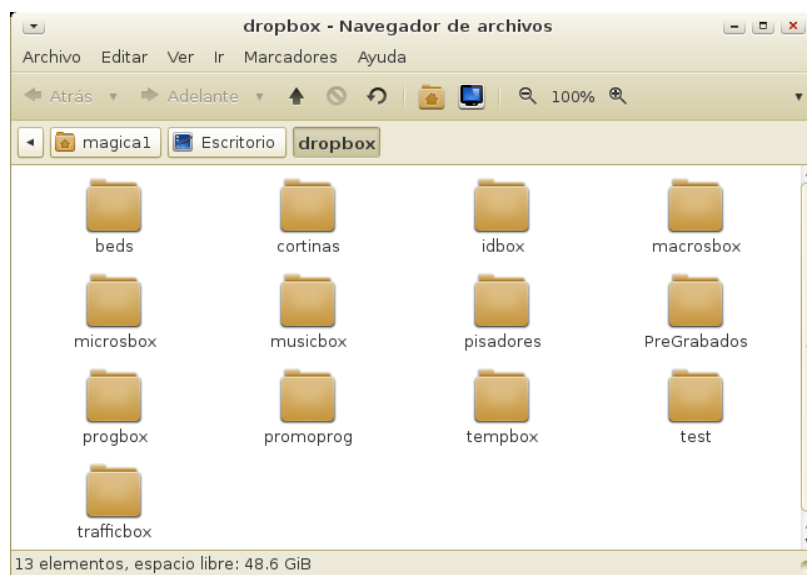 dropbox - Navegador de archivos
Archivo Editar Ver Ir Marcadores Ayuda
Atrás Adelante 100%
magica1 Escritorio dropbox
beds cortinas idbox macrosbox
microsbox musicbox pisadores PreGrabados
progbox promoprog tempbox test
trafficbox
13 elementos, espacio libre: 48.6 GiB